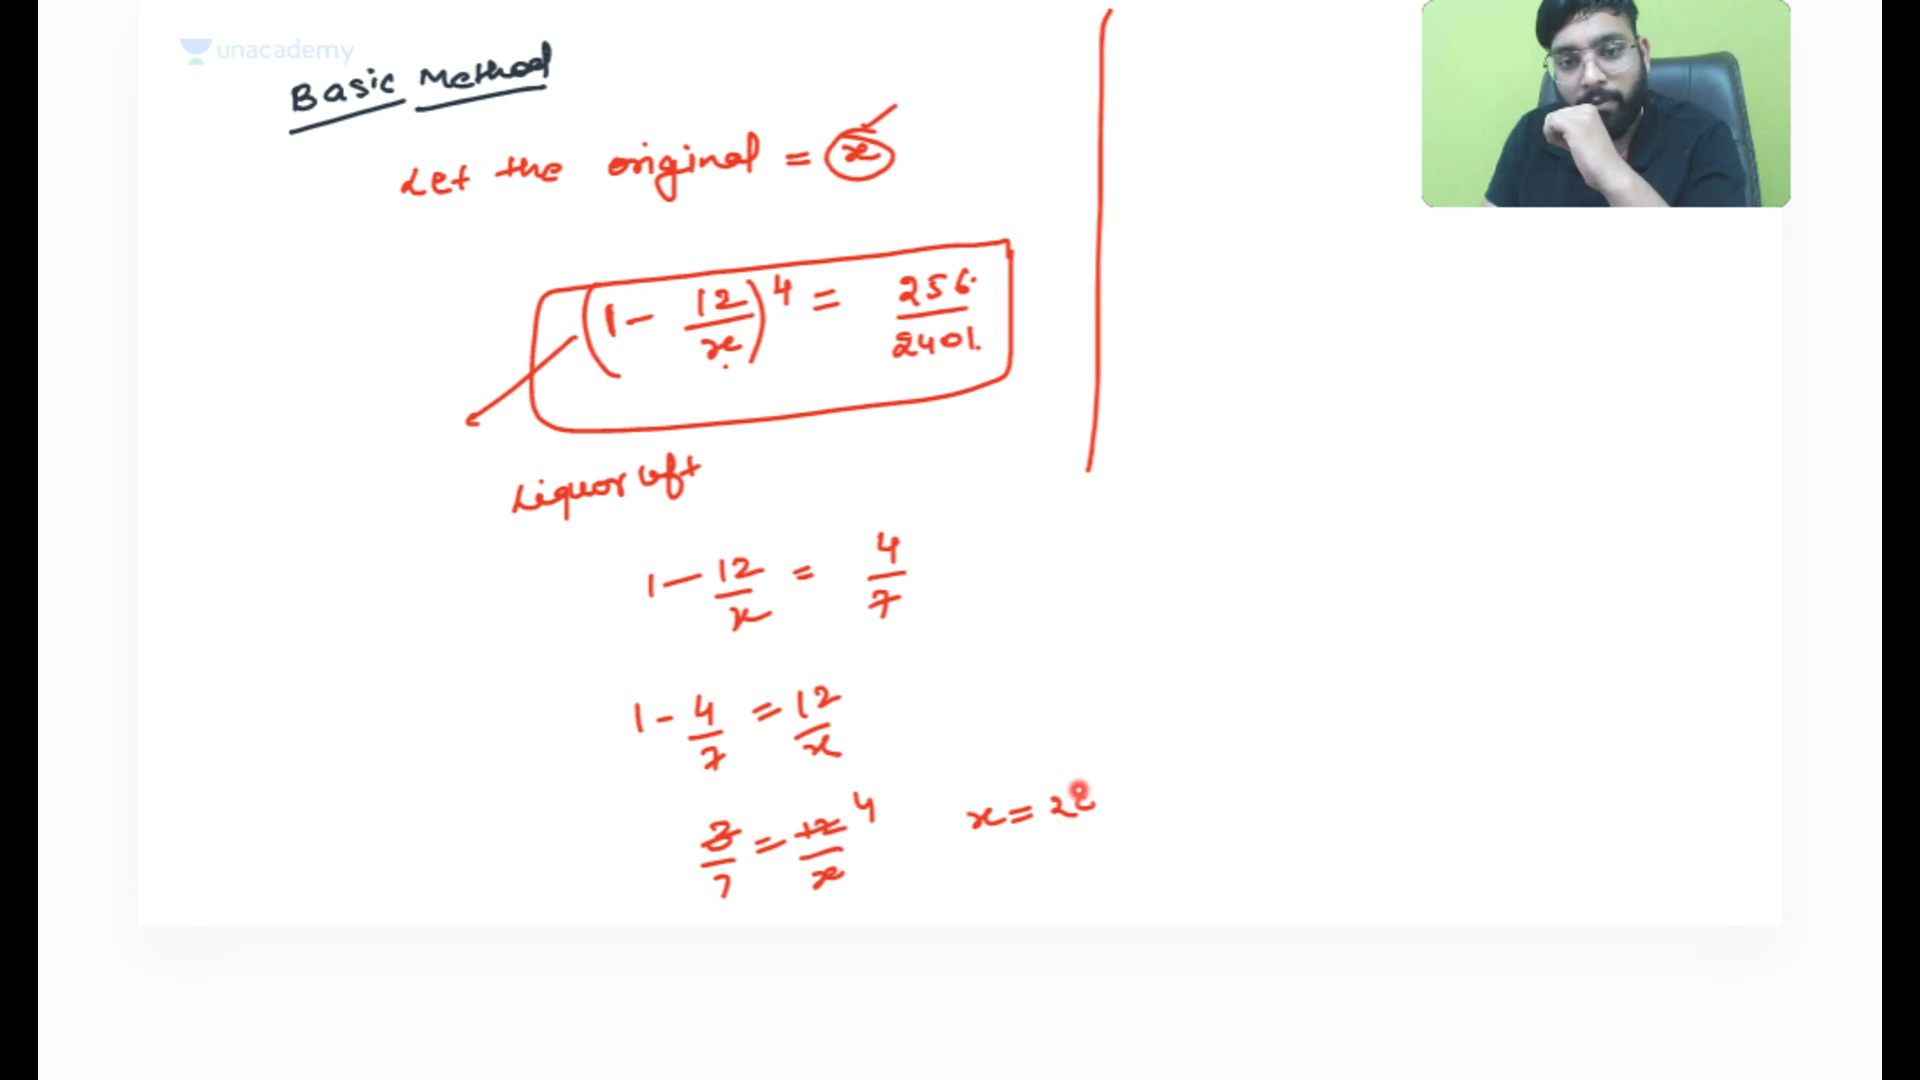 unacademy
Basic Method
Let the original = x
(1 - 12/x)^4 = 256/2401
Liquor left
1 - 12/x = 4/7
1 - 4/7 = 12/x
3/7 = 12/x 4 x = 28